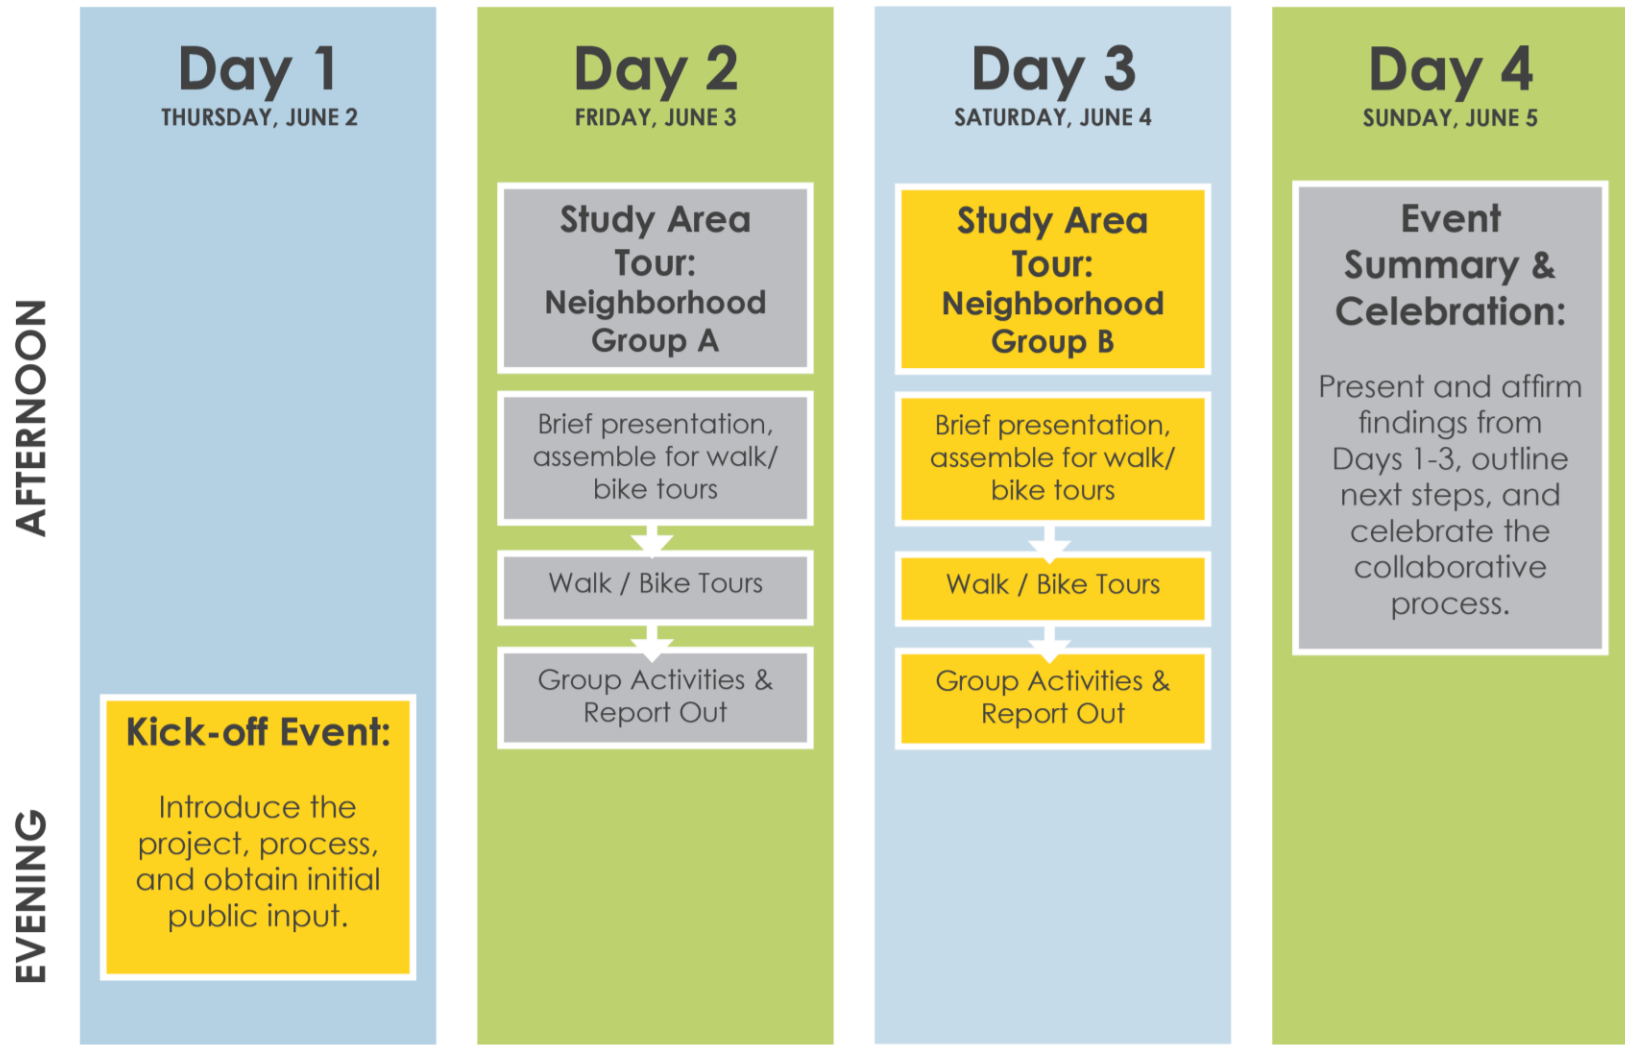 AFTERNOON
EVENING
Day 1
THURSDAY, JUNE 2
Kick-off Event:
Introduce the
project, process,
and obtain initial
public input.
Day 2
FRIDAY, JUNE 3
Study Area
Tour:
Neighborhood
Group A
Brief presentation,
assemble for walk/
bike tours
Walk / Bike Tours
Group Activities &
Report Out
Day 3
SATURDAY, JUNE 4
Study Area
Tour:
Neighborhood
Group B
Brief presentation,
assemble for walk/
bike tours
Walk / Bike Tours
Group Activities &
Report Out
Day 4
SUNDAY, JUNE 5
Event
Summary &
Celebration:
Present and affirm
findings from
Days 1-3, outline
next steps, and
celebrate the
collaborative
process.